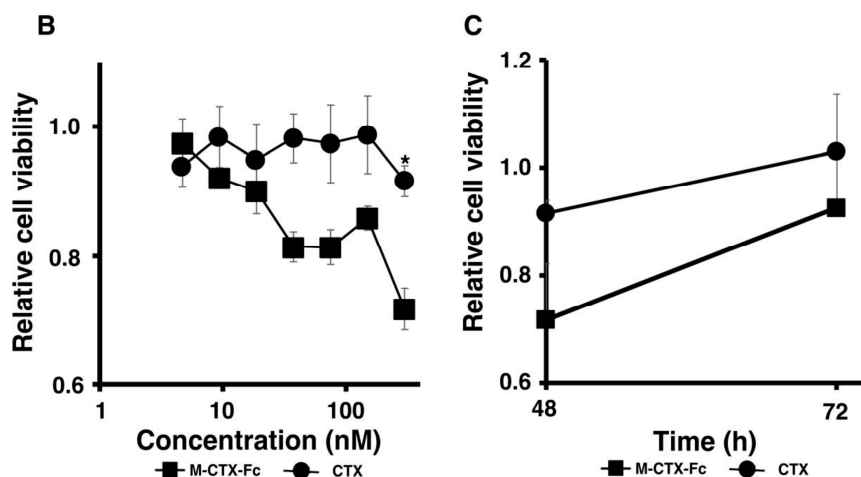 B
Relative cell viability
1.0
0.8
0.6
*
1
10
100
Concentration (nM)
M-CTX-Fc
CTX
C
Relative cell viability
1.2
1.0
0.8
0.6
48
72
Time (h)
M-CTX-Fc
CTX